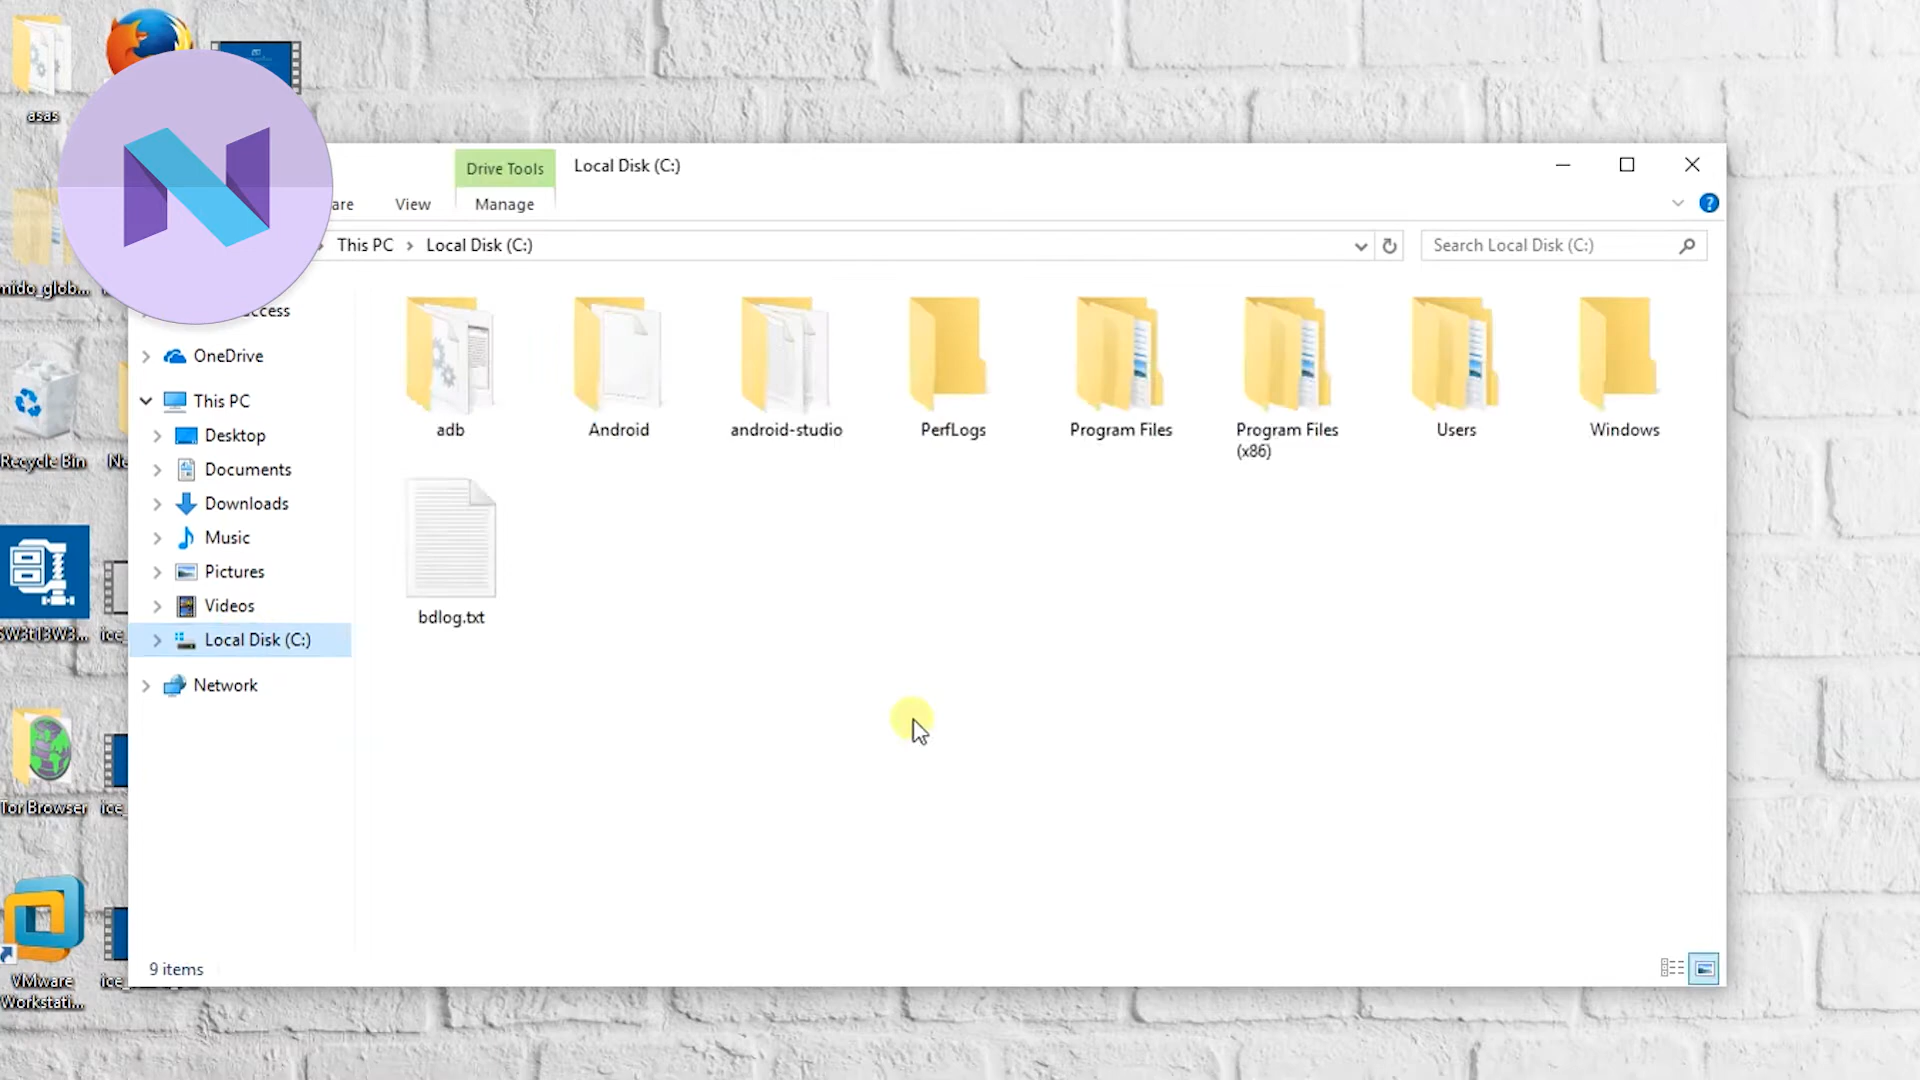 asas
Drive Tools
Local Disk (C:)
View
Manage
This PC
Local Disk (C:)
Search Local Disk (C:)
mido_glob...
OneDrive
This PC
Desktop
Documents
Downloads
Music
Pictures
Videos
Local Disk (C:)
Network
adb
Android
android-studio
PerfLogs
Program Files
Program Files
(x86)
Users
Windows
bdlog.txt
Recycle Bin
Tor Browser
ice_
VMware
Workstati...
9 items